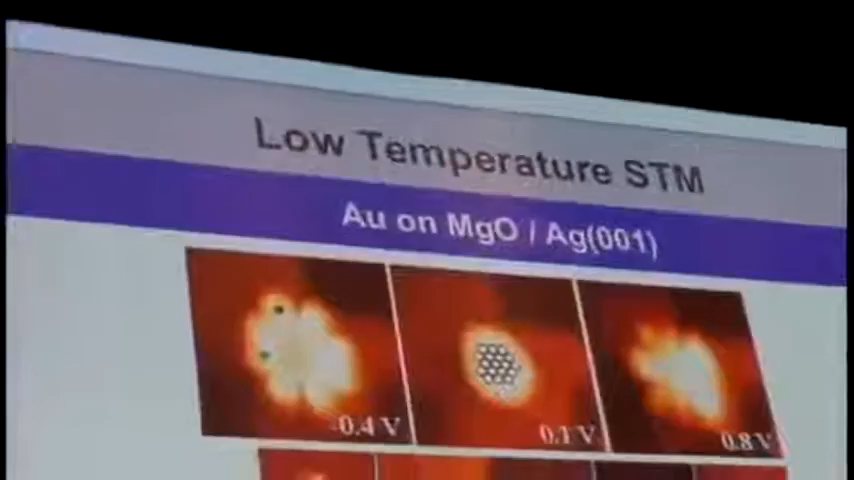 Low Temperature STM
Au on MgO / Ag(001)
-0.4 V
0.1 V
0.8 V